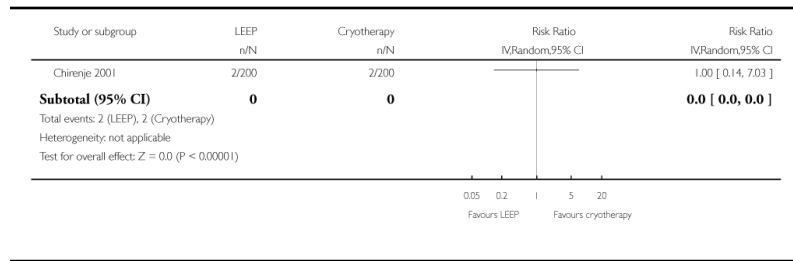 Study or subgroup LEEP Cryotherapy Risk Ratio Risk Ratio
n/N n/N IV,Random,95% CI IV,Random,95% CI
Chirenje 2001 2/200 2/200 1.00 [ 0.14, 7.03 ]
Subtotal (95% CI) 0 0 0.0 [ 0.0, 0.0 ]
Total events: 2 (LEEP), 2 (Cryotherapy)
Heterogeneity: not applicable
Test for overall effect: Z = 0.0 (P < 0.00001)
0.05 0.2 1 5 20
Favours LEEP Favours cryotherapy